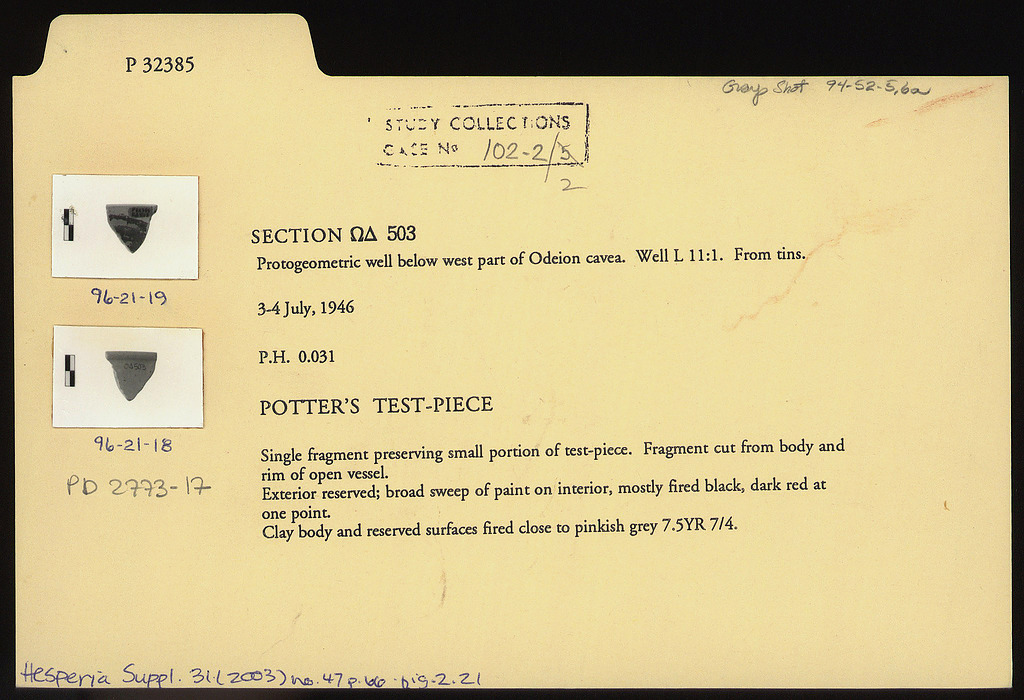 P 32385
Group Shot 94-52-5,6a
STUDY COLLECTIONS
CASE No 102-2/5
2
SECTION ΩΔ 503
Protogeometric well below west part of Odeion cavea. Well L 11:1. From tins.
3-4 July, 1946
P.H. 0.031
POTTER'S TEST-PIECE
Single fragment preserving small portion of test-piece. Fragment cut from body and
rim of open vessel.
Exterior reserved; broad sweep of paint on interior, mostly fired black, dark red at
one point.
Clay body and reserved surfaces fired close to pinkish grey 7.5YR 7/4.
96-21-19
ΩΔ503
96-21-18
PD 2773-17
Hesperia Suppl. 31 (2003) no. 47 p. 66 fig. 2.21